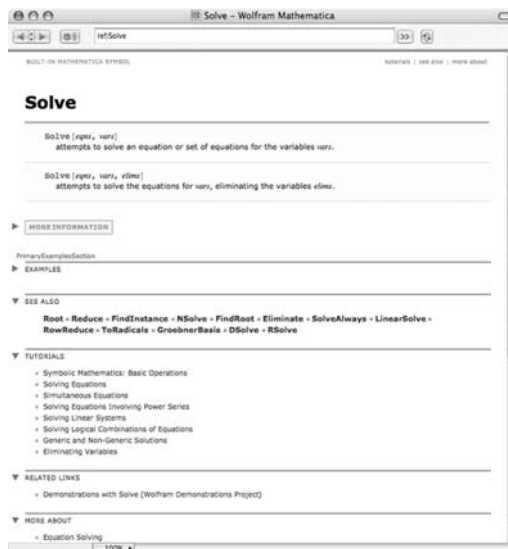 Solve – Wolfram Mathematica
ref/Solve
>>
BUILT-IN MATHEMATICA SYMBOL
tutorials | see also | more about
Solve
Solve[eqns, vars]
attempts to solve an equation or set of equations for the variables vars.
Solve[eqns, vars, elims]
attempts to solve the equations for vars, eliminating the variables elims.
MORE INFORMATION
PrimaryExamplesSection
EXAMPLES
SEE ALSO
Root ▫ Reduce ▫ FindInstance ▫ NSolve ▫ FindRoot ▫ Eliminate ▫ SolveAlways ▫ LinearSolve ▫
RowReduce ▫ ToRadicals ▫ GroebnerBasis ▫ DSolve ▫ RSolve
TUTORIALS
▫ Symbolic Mathematics: Basic Operations
▫ Solving Equations
▫ Simultaneous Equations
▫ Solving Equations Involving Power Series
▫ Solving Linear Systems
▫ Solving Logical Combinations of Equations
▫ Generic and Non-Generic Solutions
▫ Eliminating Variables
RELATED LINKS
▫ Demonstrations with Solve (Wolfram Demonstrations Project)
MORE ABOUT
▫ Equation Solving
100%